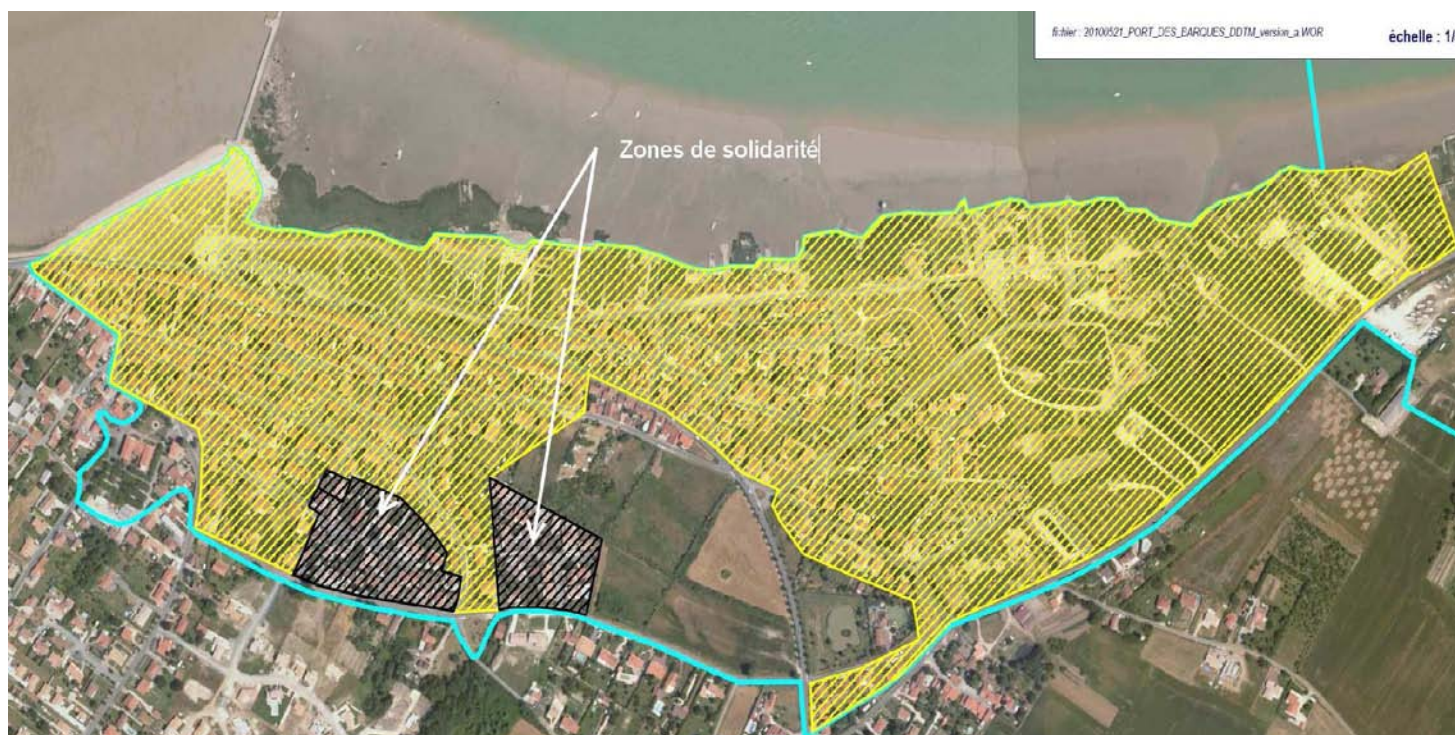 fichier : 20100521_PORT_DES_BARQUES_DDTM_version_a.WOR
échelle : 1/
Zones de solidarité